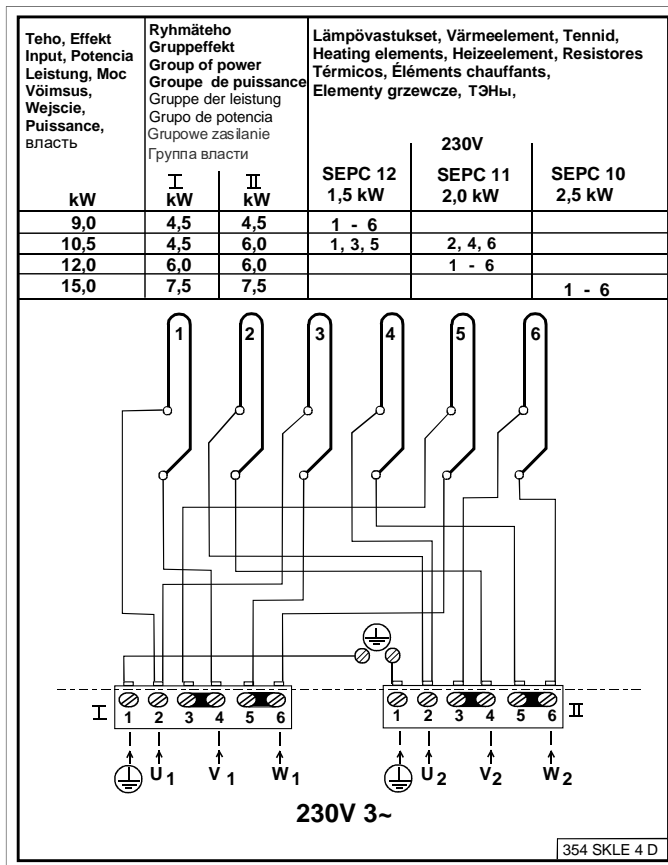 Teho, Effekt
Input, Potencia
Leistung, Moc
Vöimsus,
Wejscie,
Puissance,
власть
kW
Ryhmäteho
Gruppeffekt
Group of power
Groupe de puissance
Gruppe der leistung
Grupo de potencia
Grupowe zasilanie
Группа власти
I II
kW kW
Lämpövastukset, Värmeelement, Tennid,
Heating elements, Heizeelement, Resistores
Térmicos, Éléments chauffants,
Elementy grzewcze, ТЭНы,
230V
SEPC 12 SEPC 11 SEPC 10
1,5 kW 2,0 kW 2,5 kW
9,0 4,5 4,5 1 - 6
10,5 4,5 6,0 1, 3, 5 2, 4, 6
12,0 6,0 6,0 1 - 6
15,0 7,5 7,5 1 - 6
1 2 3 4 5 6
I 1 2 3 4 5 6 1 2 3 4 5 6 II
U1 V1 W1 U2 V2 W2
230V 3~
354 SKLE 4 D